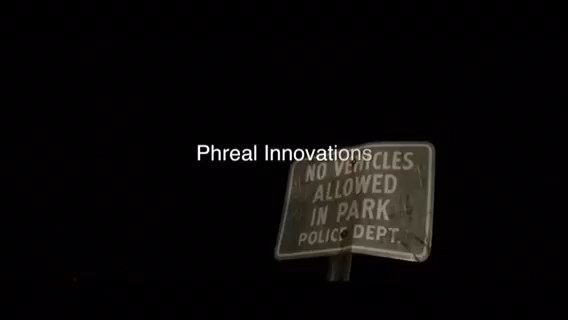 Phreal Innovations
NO VEHICLES
ALLOWED
IN PARK
POLICE DEPT.